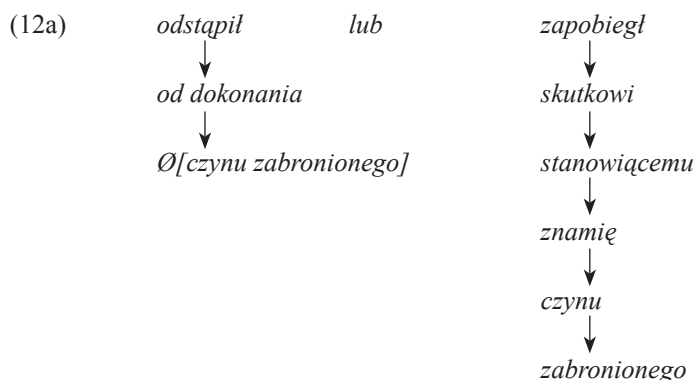 (12a) odstąpił lub zapobiegł
od dokonania skutkowi
Ø[czynu zabronionego] stanowiącemu
znamię
czynu
zabronionego